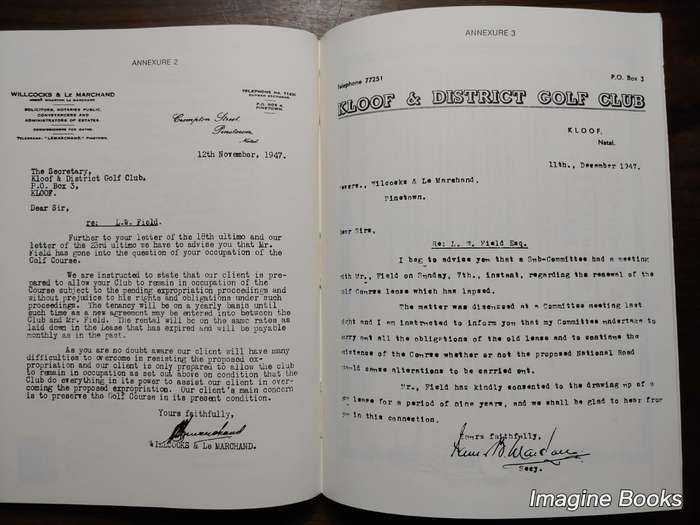 ANNEXURE 2
WILLCOCKS & LE MARCHAND
SOLICITORS, NOTARIES PUBLIC,
CONVEYANCERS AND
ADMINISTRATORS OF ESTATES.
COMMISSIONERS FOR OATHS.
TELEGRAMS: "LEMARCHAND," PINETOWN.
P.O. BOX
PINETOWN.
Crompton Street,
Pinetown,
Natal.
12th November, 1947.
The Secretary,
Kloof & District Golf Club,
P.O. Box 3,
KLOOF.
Dear Sir,
re: L.W. Field.
Further to your letter of the 18th ultimo and our
letter of the 23rd ultimo we have to advise you that Mr.
Field has gone into the question of your occupation of the
Golf Course.
We are instructed to state that our client is pre-
pared to allow your Club to remain in occupation of the
Course subject to the pending expropriation proceedings and
without prejudice to his rights and obligations under such
proceedings. The tenancy will be on a yearly basis until
such time as a new agreement may be entered into between the
Club and Mr. Field. The rental will be on the same rates as
laid down in the Lease that has expired and will be payable
monthly as in the past.
As you are no doubt aware our client will have many
difficulties to overcome in resisting the proposed ex-
propriation and our client is only prepared to allow the club
to remain in occupation as set out above on condition that the
Club do everything in its power to assist our client in over-
coming the proposed expropriation. Our client's main concern
is to preserve the Golf Course in its present condition.
Yours faithfully,
WILLCOCKS & LE MARCHAND.
ANNEXURE 3
Telephone 77251
P.O. Box 3
KLOOF & DISTRICT GOLF CLUB
KLOOF,
Natal.
11th., December 1947.
Messrs., Wilcocks & Le Marchand,
Pinetown.
Dear Sirs,
Re: L. W. Field Esq.
I beg to advise you that a Sub-Committee had a meeting
with Mr., Field on Sunday, 7th., instant, regarding the renewal of the
Golf Course lease which has lapsed.
The matter was discussed at a Committee meeting last
night and I am instructed to inform you that my Committee undertake to
carry out all the obligations of the old lease and to continue the
existence of the Course whether or not the proposed National Road
should cause alterations to be carried out.
Mr., Field has kindly consented to the drawing up of a
lease for a period of nine years, and we shall be glad to hear from
in this connection.
Yours faithfully,
Secy.
Imagine Books